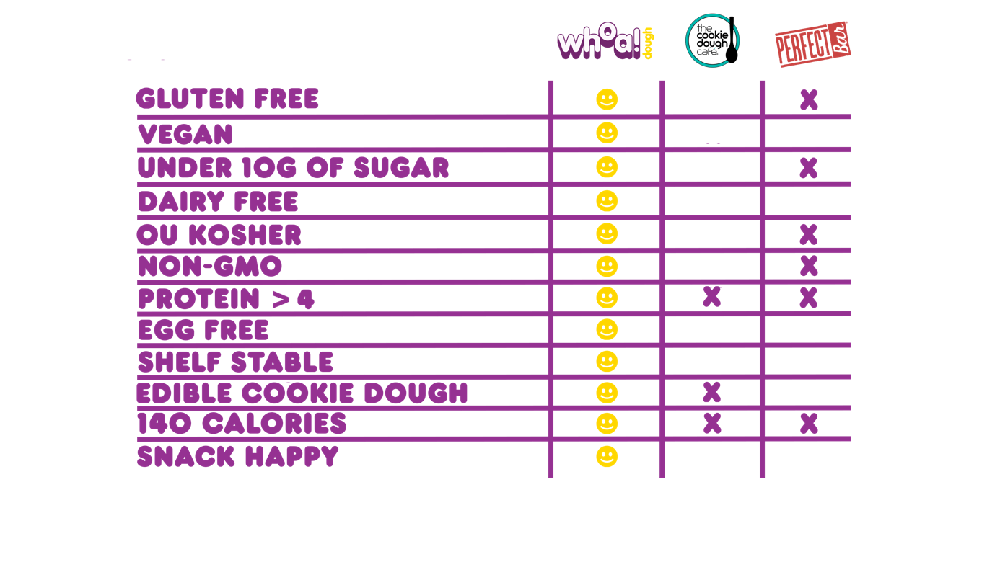 whoa! dough
the
cookie
dough
café.
PERFECT Bar
GLUTEN FREE X
VEGAN
UNDER 10G OF SUGAR X
DAIRY FREE
OU KOSHER X
NON-GMO X
PROTEIN > 4 X X
EGG FREE
SHELF STABLE
EDIBLE COOKIE DOUGH X
140 CALORIES X X
SNACK HAPPY